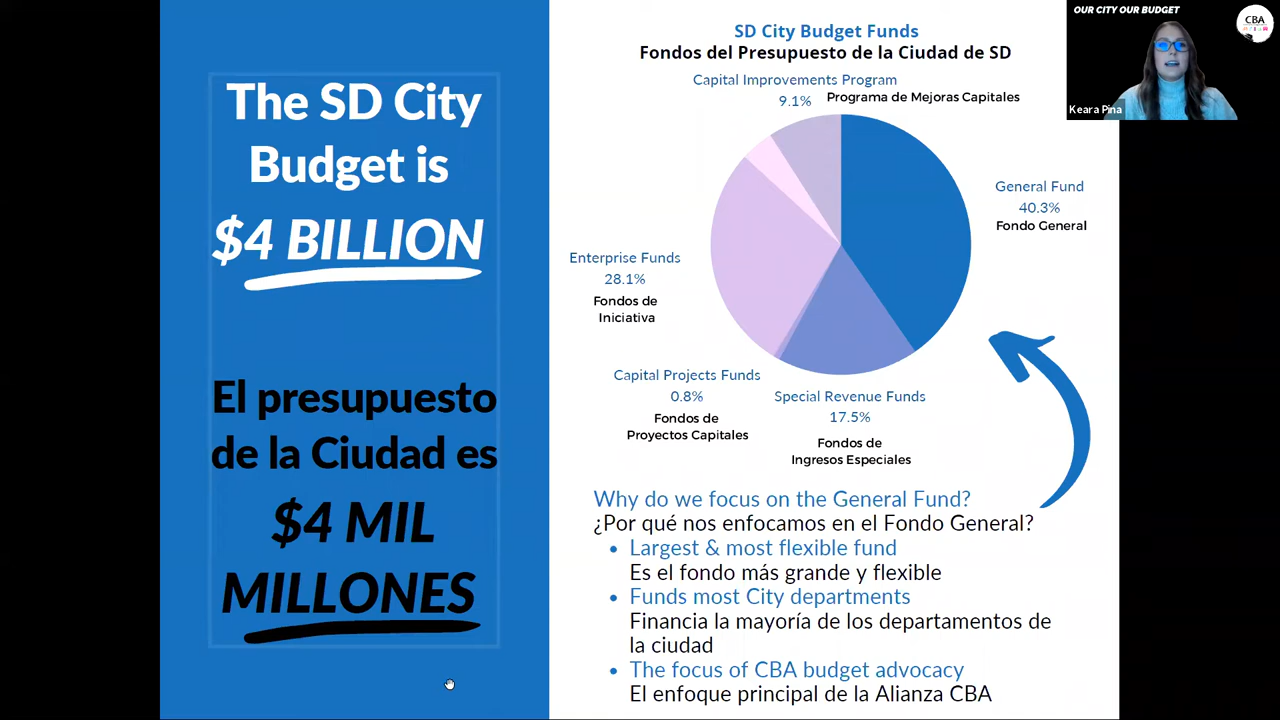 The SD City
Budget is
$4 BILLION
El presupuesto
de la Ciudad es
$4 MIL
MILLONES
SD City Budget Funds
Fondos del Presupuesto de la Ciudad de SD
Capital Improvements Program
9.1%
Programa de Mejoras Capitales
General Fund
40.3%
Fondo General
Enterprise Funds
28.1%
Fondos de
Iniciativa
Capital Projects Funds
0.8%
Fondos de
Proyectos Capitales
Special Revenue Funds
17.5%
Fondos de
Ingresos Especiales
Why do we focus on the General Fund?
¿Por qué nos enfocamos en el Fondo General?
• Largest & most flexible fund
Es el fondo más grande y flexible
• Funds most City departments
Financia la mayoría de los departamentos de
la ciudad
• The focus of CBA budget advocacy
El enfoque principal de la Alianza CBA
OUR CITY OUR BUDGET
CBA
Keara Pina